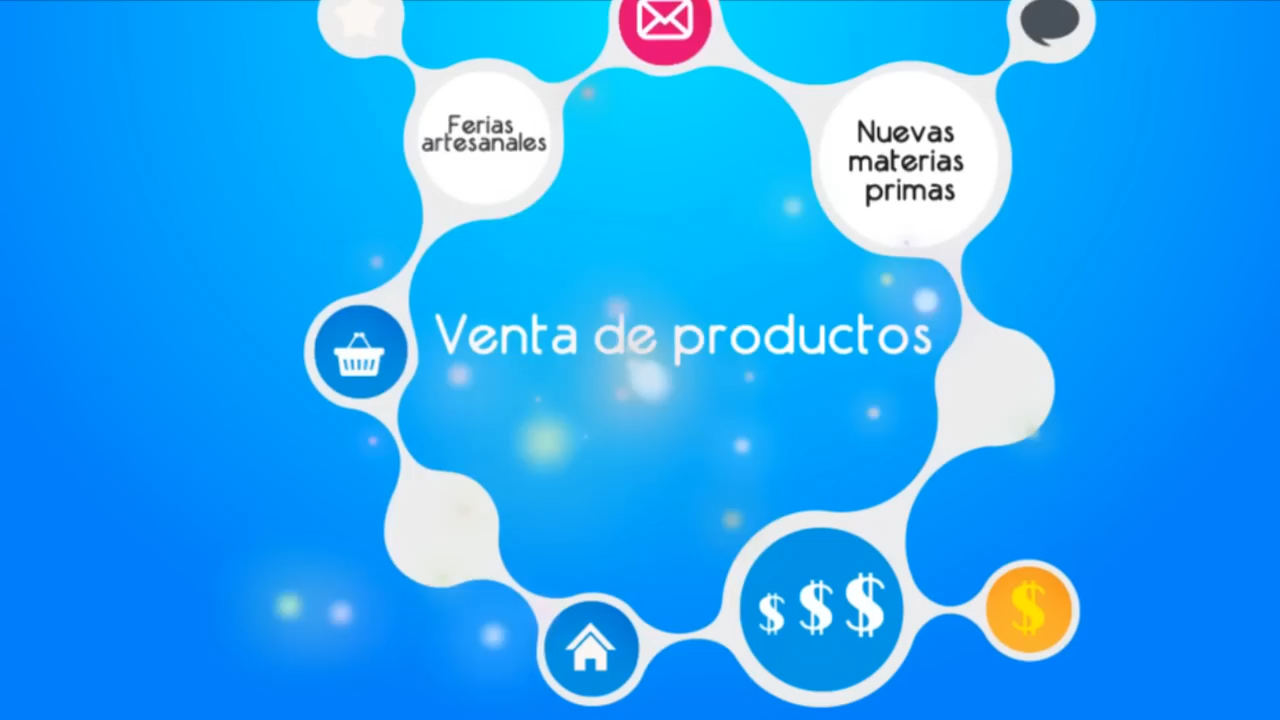 Ferias
artesanales
Nuevas
materias
primas
Venta de productos
$ $ $
$